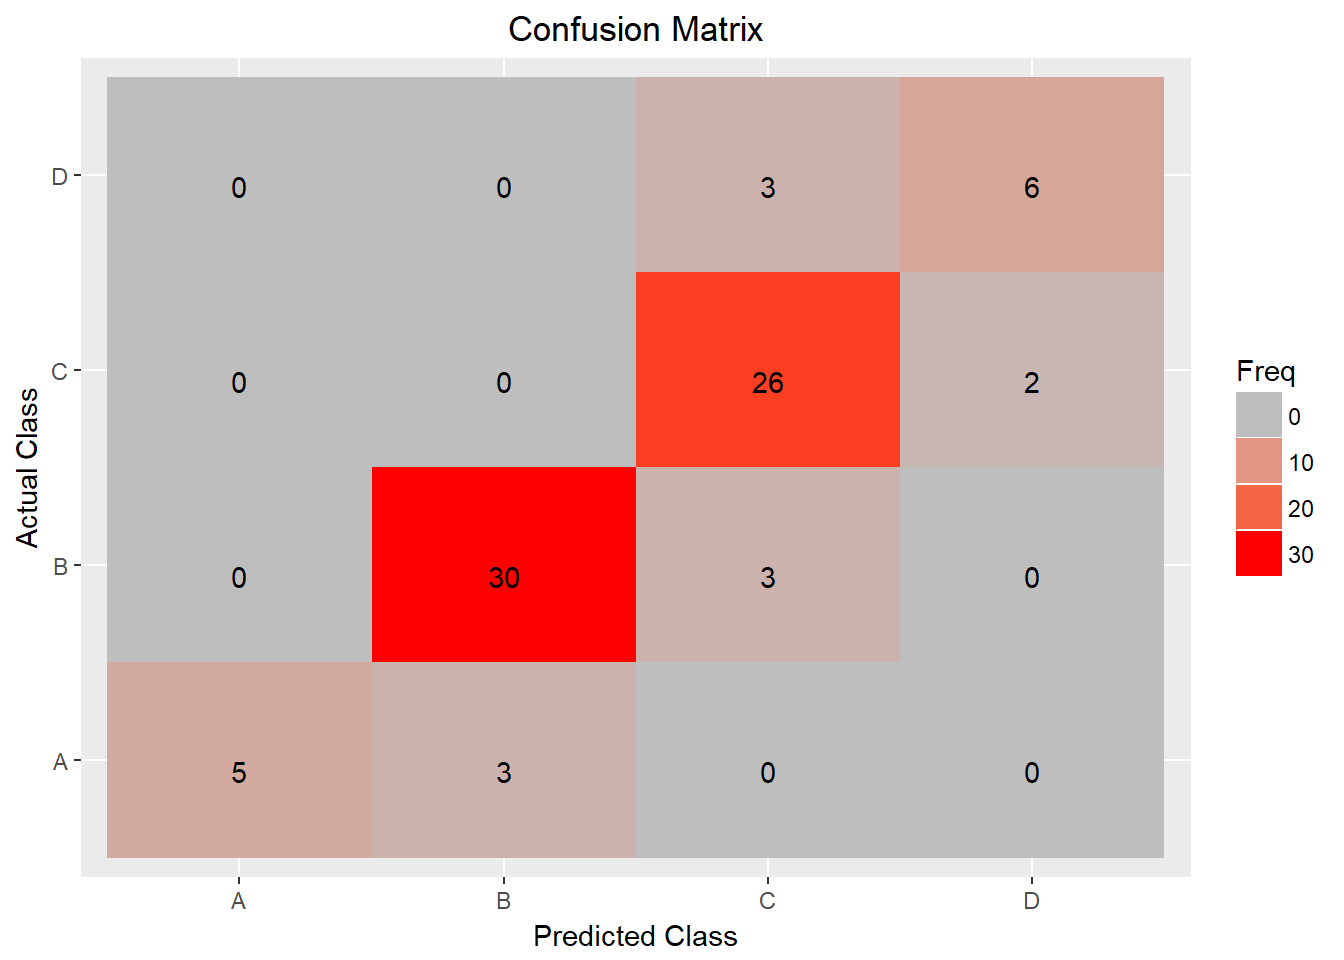 Confusion Matrix
Actual Class
D 0 0 3 6
C 0 0 26 2
B 0 30 3 0
A 5 3 0 0
A B C D
Predicted Class
Freq
0
10
20
30